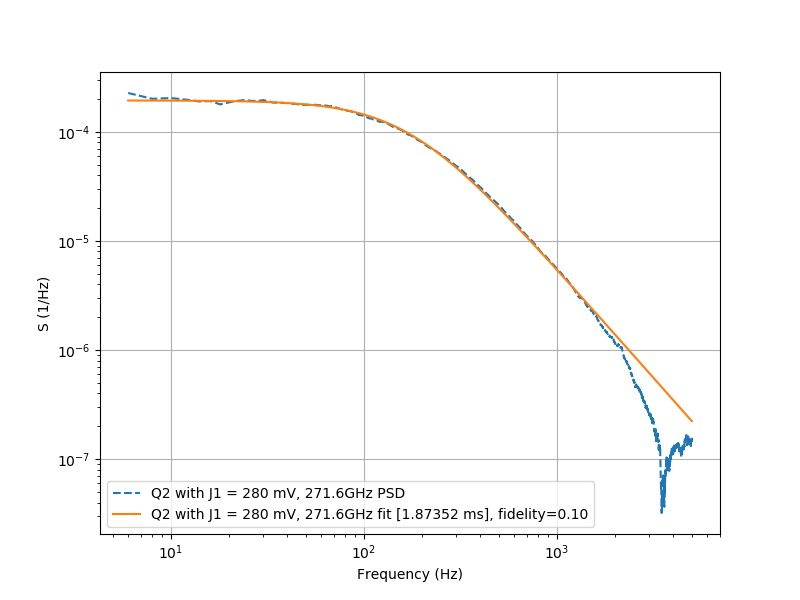 S (1/Hz)
10⁻⁴
10⁻⁵
10⁻⁶
10⁻⁷
Q2 with J1 = 280 mV, 271.6GHz PSD
Q2 with J1 = 280 mV, 271.6GHz fit [1.87352 ms], fidelity=0.10
10¹
10²
10³
Frequency (Hz)